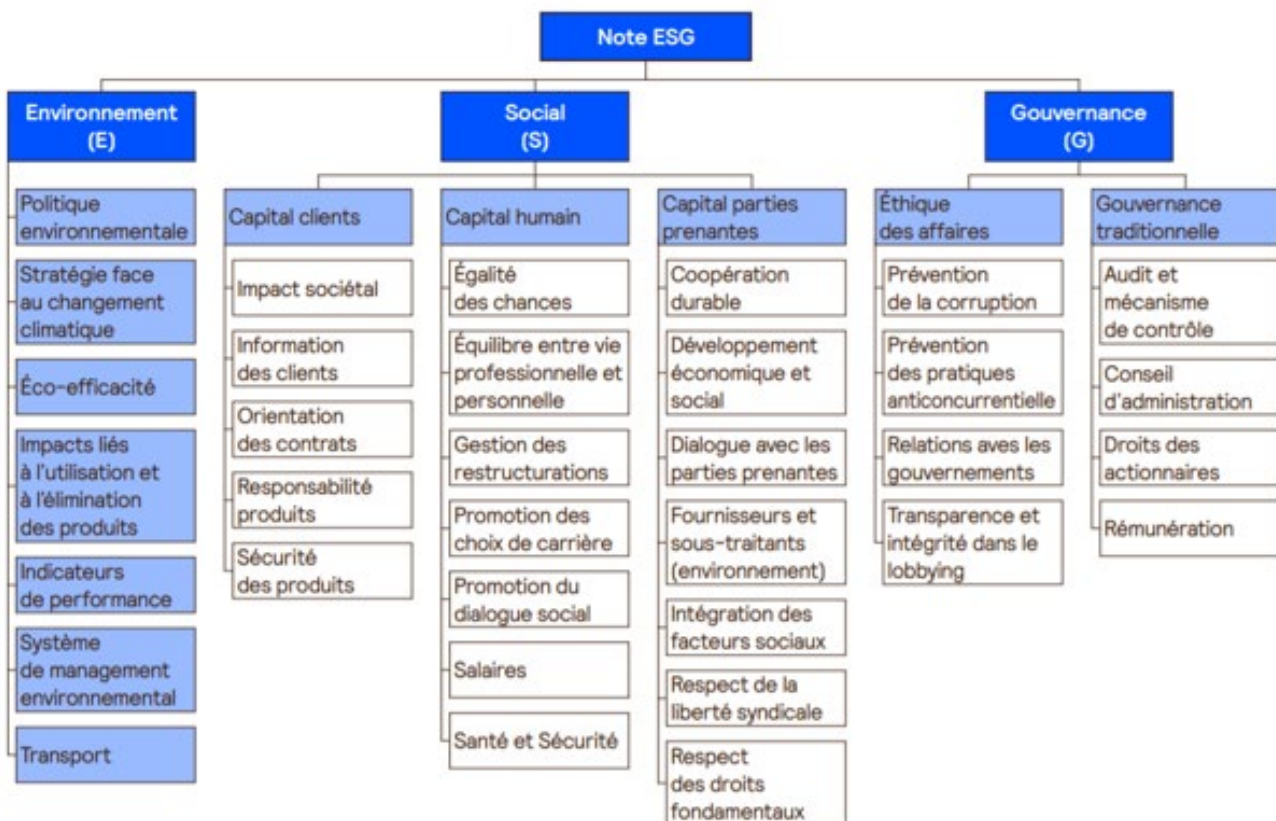 Note ESG
Environnement
(E)
Social
(S)
Gouvernance
(G)
Politique
environnementale
Stratégie face
au changement
climatique
Éco-efficacité
Impacts liés
à l'utilisation et
à l'élimination
des produits
Indicateurs
de performance
Système
de management
environnemental
Transport
Capital clients
Impact sociétal
Information
des clients
Orientation
des contrats
Responsabilité
produits
Sécurité
des produits
Capital humain
Égalité
des chances
Équilibre entre vie
professionnelle et
personnelle
Gestion des
restructurations
Promotion des
choix de carrière
Promotion du
dialogue social
Salaires
Santé et Sécurité
Capital parties
prenantes
Coopération
durable
Développement
économique et
social
Dialogue avec les
parties prenantes
Fournisseurs et
sous-traitants
(environnement)
Intégration des
facteurs sociaux
Respect de la
liberté syndicale
Respect
des droits
fondamentaux
Éthique
des affaires
Prévention
de la corruption
Prévention
des pratiques
anticoncurrentielle
Relations aves les
gouvernements
Transparence et
intégrité dans le
lobbying
Gouvernance
traditionnelle
Audit et
mécanisme
de contrôle
Conseil
d'administration
Droits des
actionnaires
Rémunération